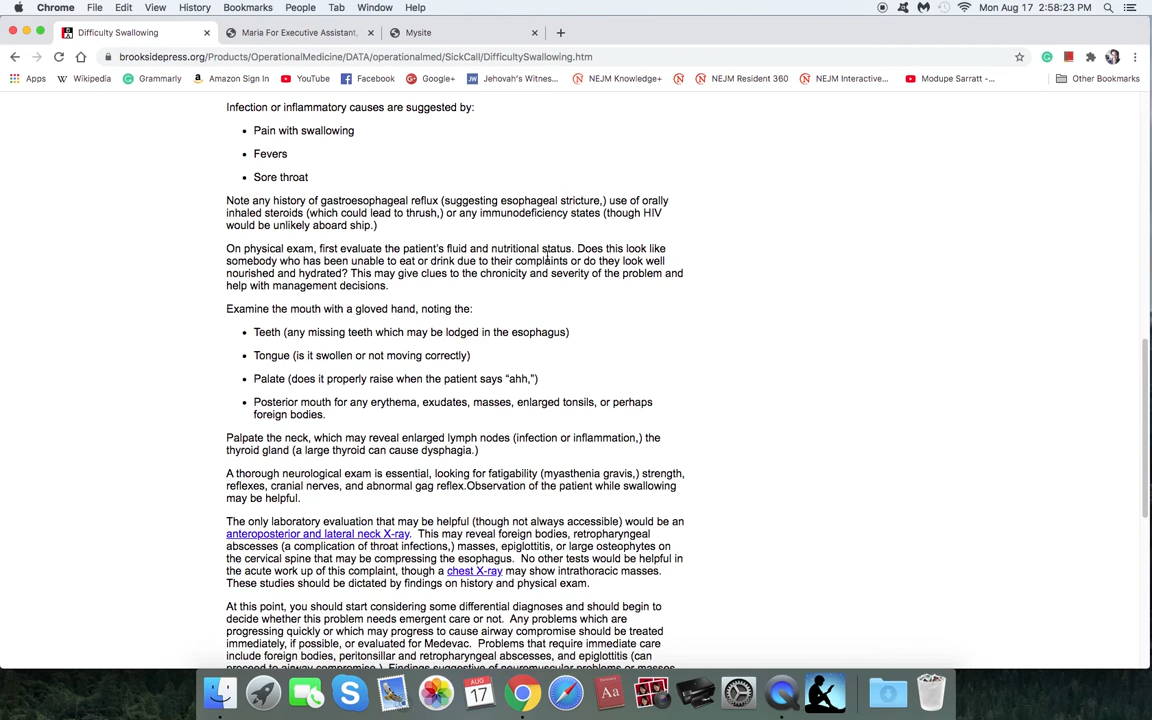 Chrome File Edit View History Bookmarks People Tab Window Help Mon Aug 17 2:58:23 PM
Difficulty Swallowing Maria For Executive Assistant, Mysite
brooksidepress.org/Products/OperationalMedicine/DATA/operationalmed/SickCall/DifficultySwallowing.htm
Apps Wikipedia Grammarly Amazon Sign In YouTube Facebook Google+ Jehovah's Witnes... NEJM Knowledge+ NEJM Resident 360 NEJM Interactive... Modupe Sarratt -... Other Bookmarks
Infection or inflammatory causes are suggested by:
• Pain with swallowing
• Fevers
• Sore throat
Note any history of gastroesophageal reflux (suggesting esophageal stricture,) use of orally
inhaled steroids (which could lead to thrush,) or any immunodeficiency states (though HIV
would be unlikely aboard ship.)
On physical exam, first evaluate the patient's fluid and nutritional status. Does this look like
somebody who has been unable to eat or drink due to their complaints or do they look well
nourished and hydrated? This may give clues to the chronicity and severity of the problem and
help with management decisions.
Examine the mouth with a gloved hand, noting the:
• Teeth (any missing teeth which may be lodged in the esophagus)
• Tongue (is it swollen or not moving correctly)
• Palate (does it properly raise when the patient says “ahh,”)
• Posterior mouth for any erythema, exudates, masses, enlarged tonsils, or perhaps
foreign bodies.
Palpate the neck, which may reveal enlarged lymph nodes (infection or inflammation,) the
thyroid gland (a large thyroid can cause dysphagia.)
A thorough neurological exam is essential, looking for fatigability (myasthenia gravis,) strength,
reflexes, cranial nerves, and abnormal gag reflex.Observation of the patient while swallowing
may be helpful.
The only laboratory evaluation that may be helpful (though not always accessible) would be an
anteroposterior and lateral neck X-ray. This may reveal foreign bodies, retropharyngeal
abscesses (a complication of throat infections,) masses, epiglottitis, or large osteophytes on
the cervical spine that may be compressing the esophagus. No other tests would be helpful in
the acute work up of this complaint, though a chest X-ray may show intrathoracic masses.
These studies should be dictated by findings on history and physical exam.
At this point, you should start considering some differential diagnoses and should begin to
decide whether this problem needs emergent care or not. Any problems which are
progressing quickly or which may progress to cause airway compromise should be treated
immediately, if possible, or evaluated for Medevac. Problems that require immediate care
include foreign bodies, peritonsillar and retropharyngeal abscesses, and epiglottitis (can
proceed to airway compromise.) Findings suggestive of neuromuscular problems or masses
AUG
17
Aa